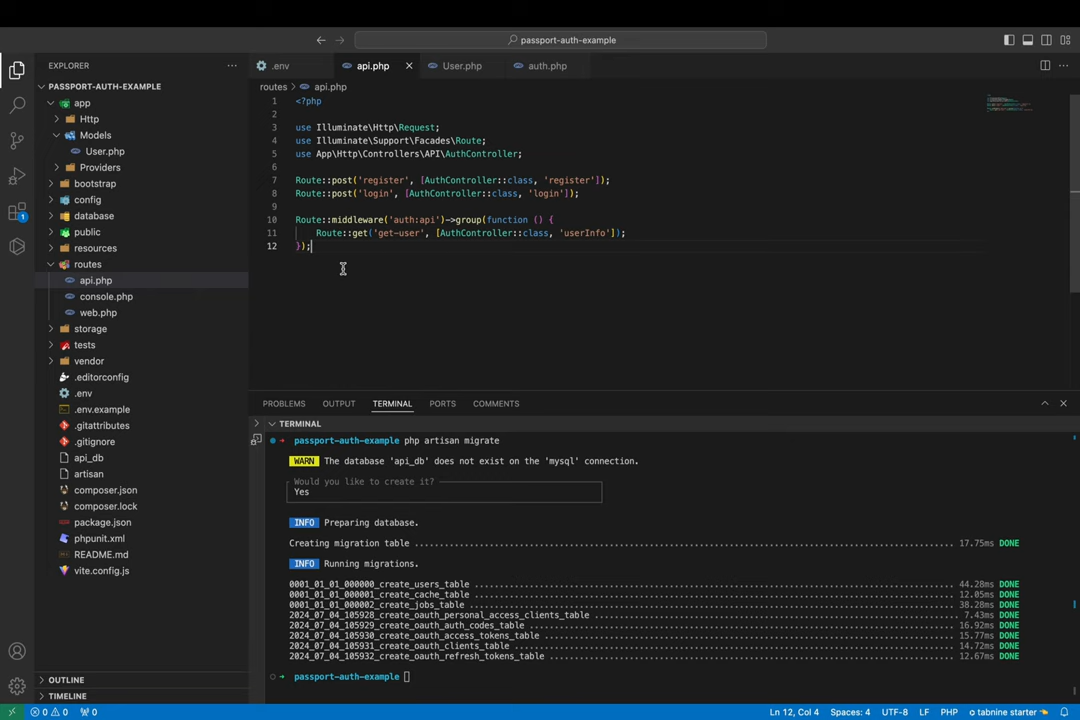 passport-auth-example
EXPLORER
.env
api.php
User.php
auth.php
PASSPORT-AUTH-EXAMPLE
routes
api.php
app
Http
Models
User.php
Providers
bootstrap
config
database
public
resources
routes
api.php
console.php
web.php
storage
tests
vendor
.editorconfig
.env
.env.example
.gitattributes
.gitignore
api_db
artisan
composer.json
composer.lock
package.json
phpunit.xml
README.md
vite.config.js
OUTLINE
TIMELINE
1
1 <?php
2
3 use Illuminate\Http\Request;
4 use Illuminate\Support\Facades\Route;
5 use App\Http\Controllers\API\AuthController;
6
7 Route::post('register', [AuthController::class, 'register']);
8 Route::post('login', [AuthController::class, 'login']);
9
10 Route::middleware('auth:api')->group(function () {
11 Route::get('get-user', [AuthController::class, 'userInfo']);
12 });
PROBLEMS OUTPUT TERMINAL PORTS COMMENTS
TERMINAL
passport-auth-example php artisan migrate
WARN The database 'api_db' does not exist on the 'mysql' connection.
Would you like to create it?
Yes
INFO Preparing database.
Creating migration table 17.75ms DONE
INFO Running migrations.
0001_01_01_000000_create_users_table 44.28ms DONE
0001_01_01_000001_create_cache_table 12.05ms DONE
0001_01_01_000002_create_jobs_table 38.28ms DONE
2024_07_04_105928_create_oauth_personal_access_clients_table 7.43ms DONE
2024_07_04_105929_create_oauth_auth_codes_table 16.92ms DONE
2024_07_04_105930_create_oauth_access_tokens_table 15.77ms DONE
2024_07_04_105931_create_oauth_clients_table 14.72ms DONE
2024_07_04_105932_create_oauth_refresh_tokens_table 12.67ms DONE
passport-auth-example
0 0 0 Ln 12, Col 4 Spaces: 4 UTF-8 LF PHP tabnine starter